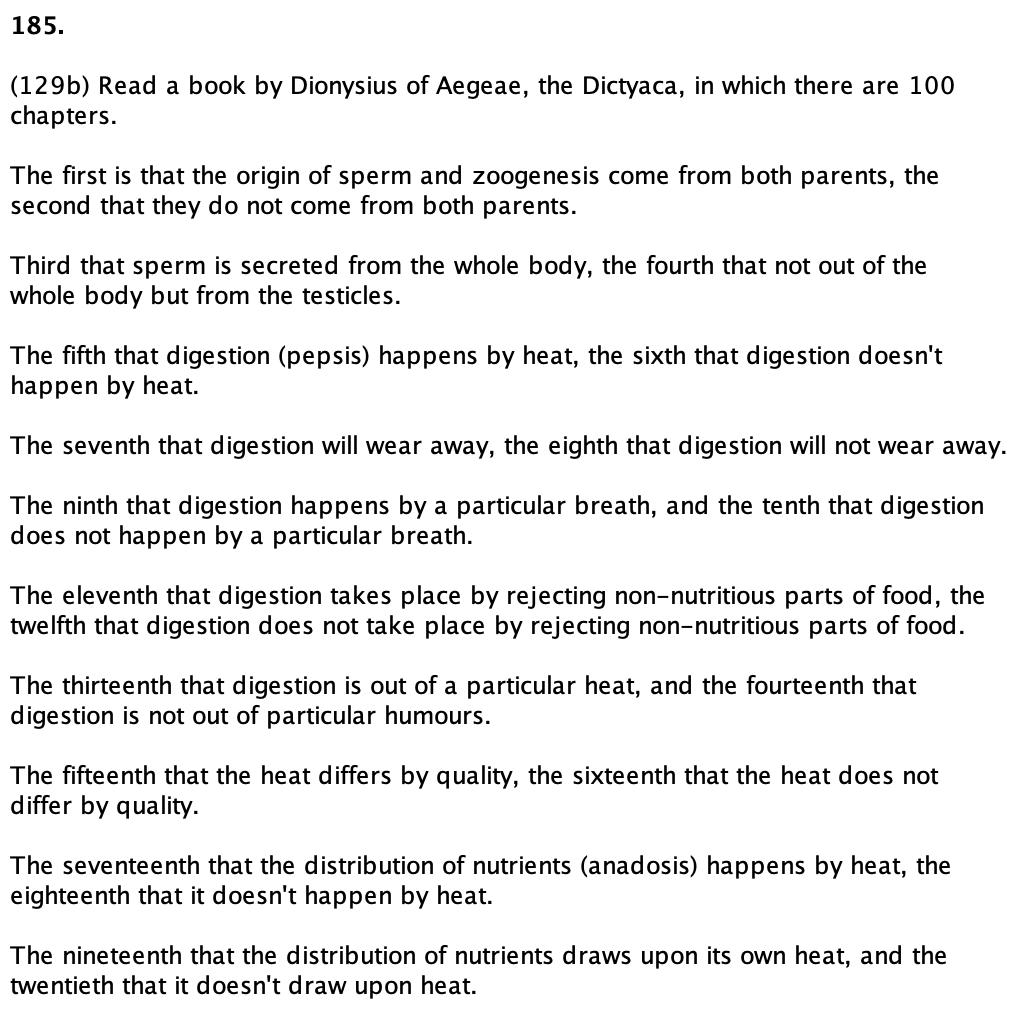 185.
(129b) Read a book by Dionysius of Aegeae, the Dictyaca, in which there are 100
chapters.
The first is that the origin of sperm and zoogenesis come from both parents, the
second that they do not come from both parents.
Third that sperm is secreted from the whole body, the fourth that not out of the
whole body but from the testicles.
The fifth that digestion (pepsis) happens by heat, the sixth that digestion doesn't
happen by heat.
The seventh that digestion will wear away, the eighth that digestion will not wear away.
The ninth that digestion happens by a particular breath, and the tenth that digestion
does not happen by a particular breath.
The eleventh that digestion takes place by rejecting non-nutritious parts of food, the
twelfth that digestion does not take place by rejecting non-nutritious parts of food.
The thirteenth that digestion is out of a particular heat, and the fourteenth that
digestion is not out of particular humours.
The fifteenth that the heat differs by quality, the sixteenth that the heat does not
differ by quality.
The seventeenth that the distribution of nutrients (anadosis) happens by heat, the
eighteenth that it doesn't happen by heat.
The nineteenth that the distribution of nutrients draws upon its own heat, and the
twentieth that it doesn't draw upon heat.